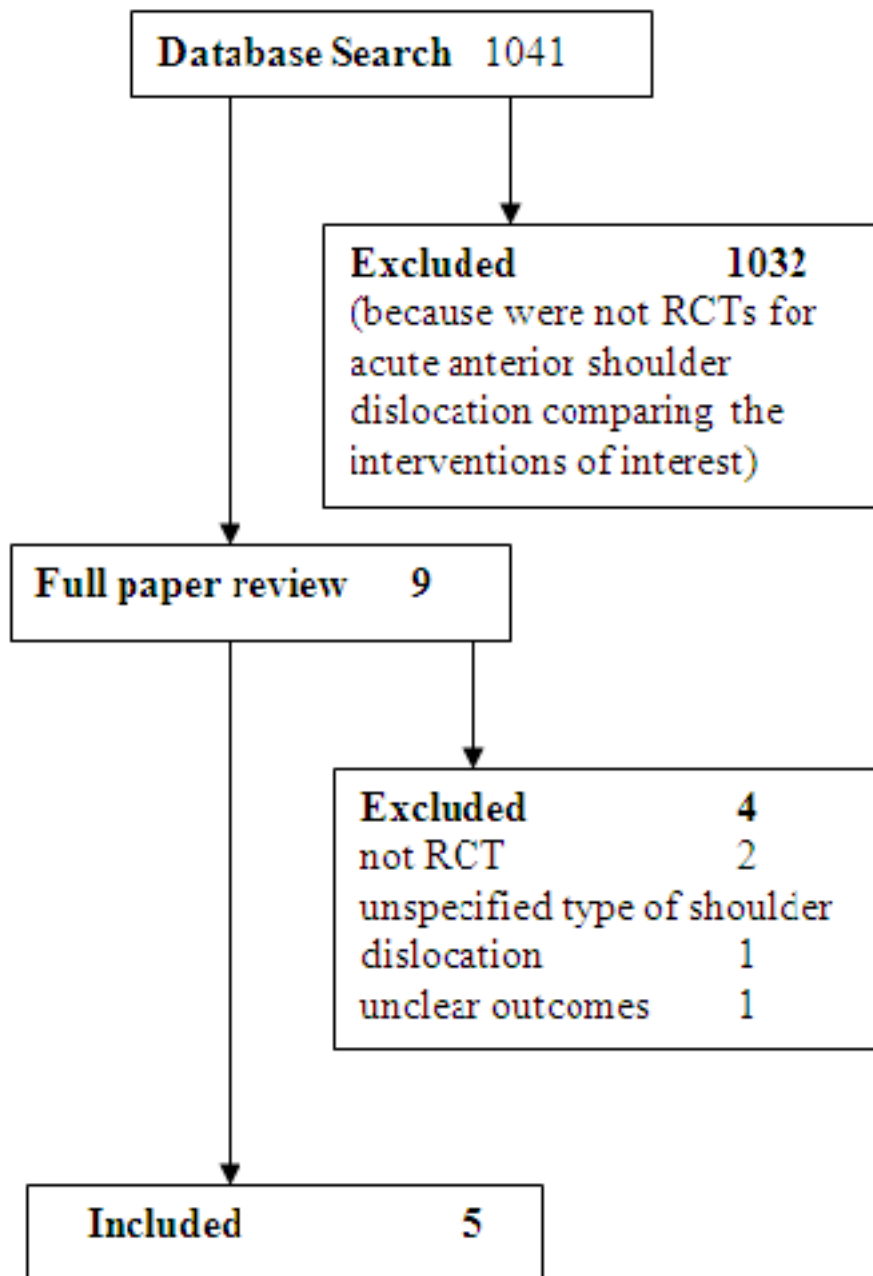 Database Search 1041
Excluded 1032
(because were not RCTs for
acute anterior shoulder
dislocation comparing the
interventions of interest)
Full paper review 9
Excluded 4
not RCT 2
unspecified type of shoulder
dislocation 1
unclear outcomes 1
Included 5